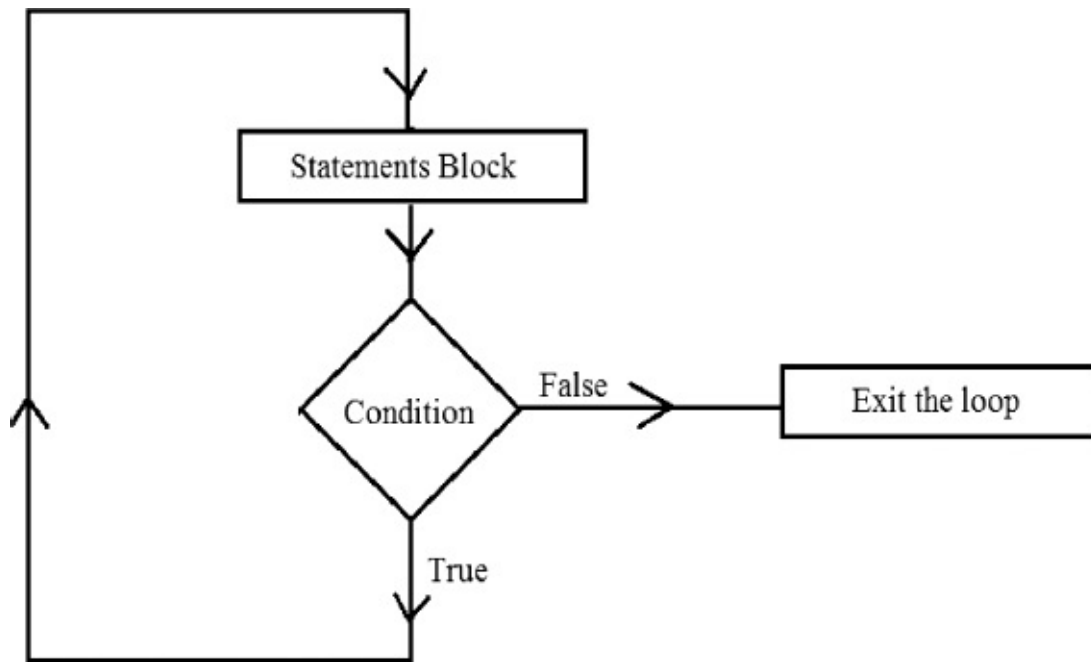 Statements Block
Condition
False
Exit the loop
True